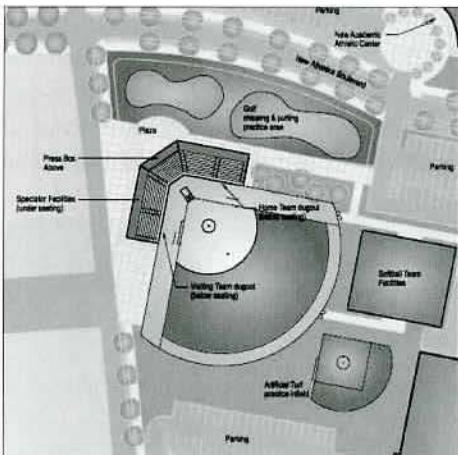 Parking
New Academic
Athletic Center
New Athletics Boulevard
Golf
chipping & putting
practice area
Plaza
Press Box
Above
Parking
Spectator Facilities
(under seating)
Home Team dugout
(below seating)
Softball Team
Facilities
Visiting Team dugout
(below seating)
Artificial Turf
practice infield
Parking